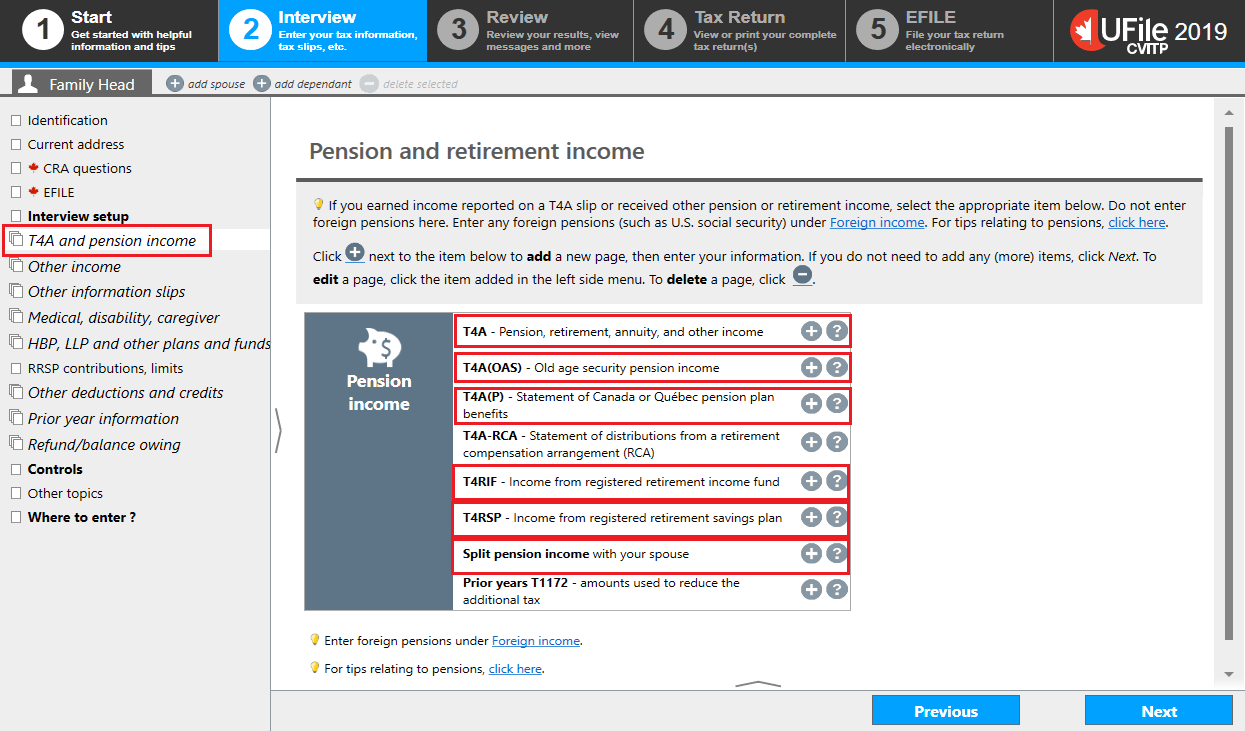 1 Start
Get started with helpful
information and tips
2 Interview
Enter your tax information,
tax slips, etc.
3 Review
Review your results, view
messages and more
4 Tax Return
View or print your complete
tax return(s)
5 EFILE
File your tax return
electronically
UFile 2019
CVITP
Family Head
add spouse
add dependant
delete selected
Identification
Current address
CRA questions
EFILE
Interview setup
T4A and pension income
Other income
Other information slips
Medical, disability, caregiver
HBP, LLP and other plans and funds
RRSP contributions, limits
Other deductions and credits
Prior year information
Refund/balance owing
Controls
Other topics
Where to enter ?
Pension and retirement income
If you earned income reported on a T4A slip or received other pension or retirement income, select the appropriate item below. Do not enter
foreign pensions here. Enter any foreign pensions (such as U.S. social security) under Foreign income. For tips relating to pensions, click here.
Click + next to the item below to add a new page, then enter your information. If you do not need to add any (more) items, click Next. To
edit a page, click the item added in the left side menu. To delete a page, click −.
Pension
income
T4A - Pension, retirement, annuity, and other income
T4A(OAS) - Old age security pension income
T4A(P) - Statement of Canada or Québec pension plan
benefits
T4A-RCA - Statement of distributions from a retirement
compensation arrangement (RCA)
T4RIF - Income from registered retirement income fund
T4RSP - Income from registered retirement savings plan
Split pension income with your spouse
Prior years T1172 - amounts used to reduce the
additional tax
Enter foreign pensions under Foreign income.
For tips relating to pensions, click here.
Previous
Next